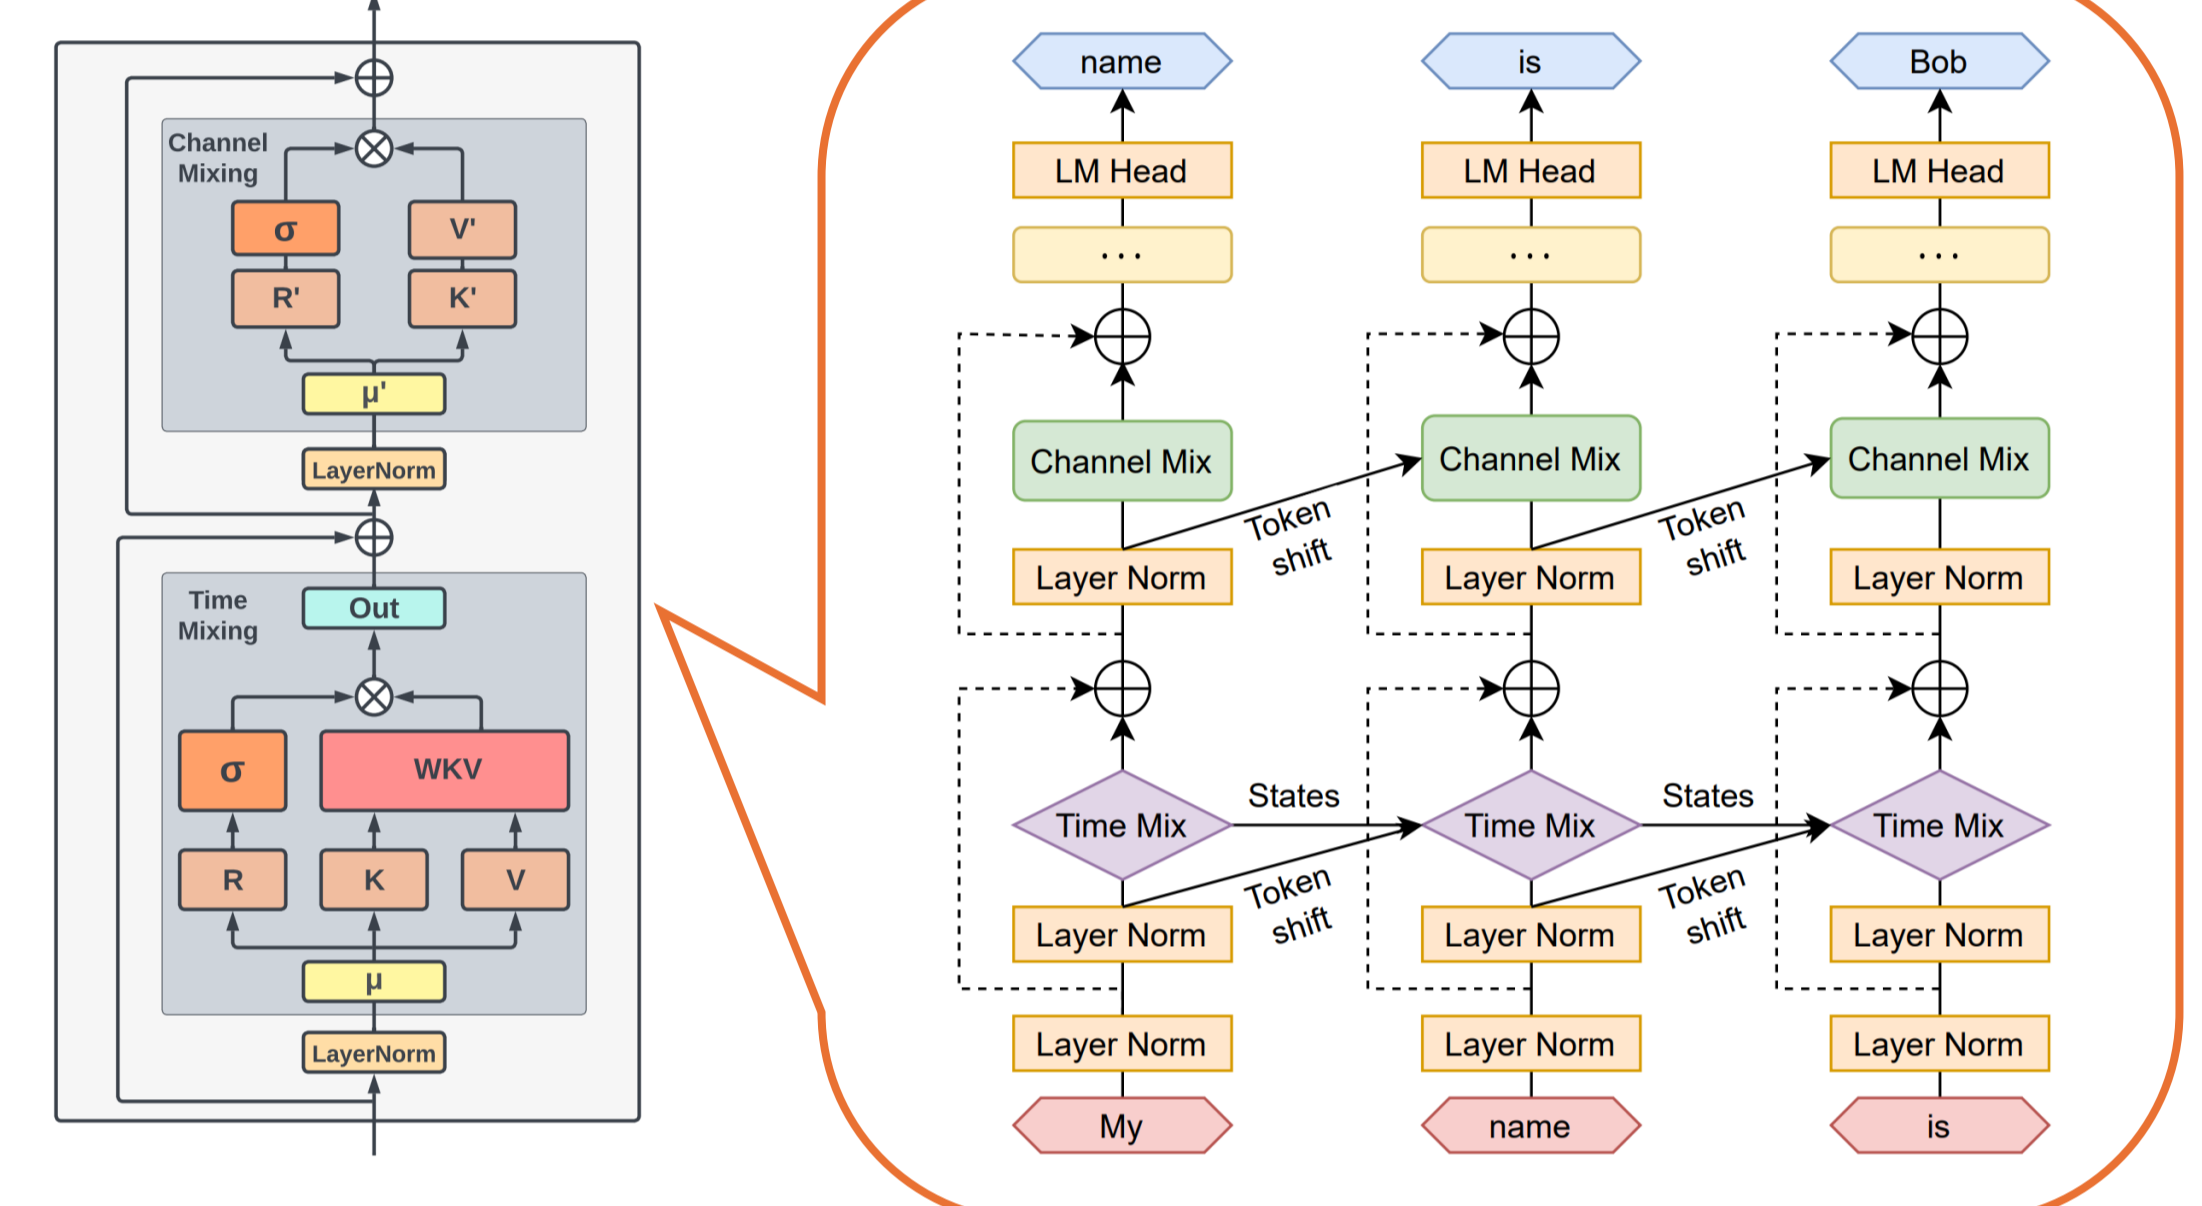 Channel
Mixing
σ
V'
R'
K'
μ'
LayerNorm
Time
Mixing
Out
σ
WKV
R
K
V
μ
LayerNorm
name
is
Bob
LM Head
LM Head
LM Head
...
...
...
Channel Mix
Channel Mix
Channel Mix
Token
shift
Token
shift
Layer Norm
Layer Norm
Layer Norm
States
States
Time Mix
Time Mix
Time Mix
Token
shift
Token
shift
Layer Norm
Layer Norm
Layer Norm
Layer Norm
Layer Norm
Layer Norm
My
name
is